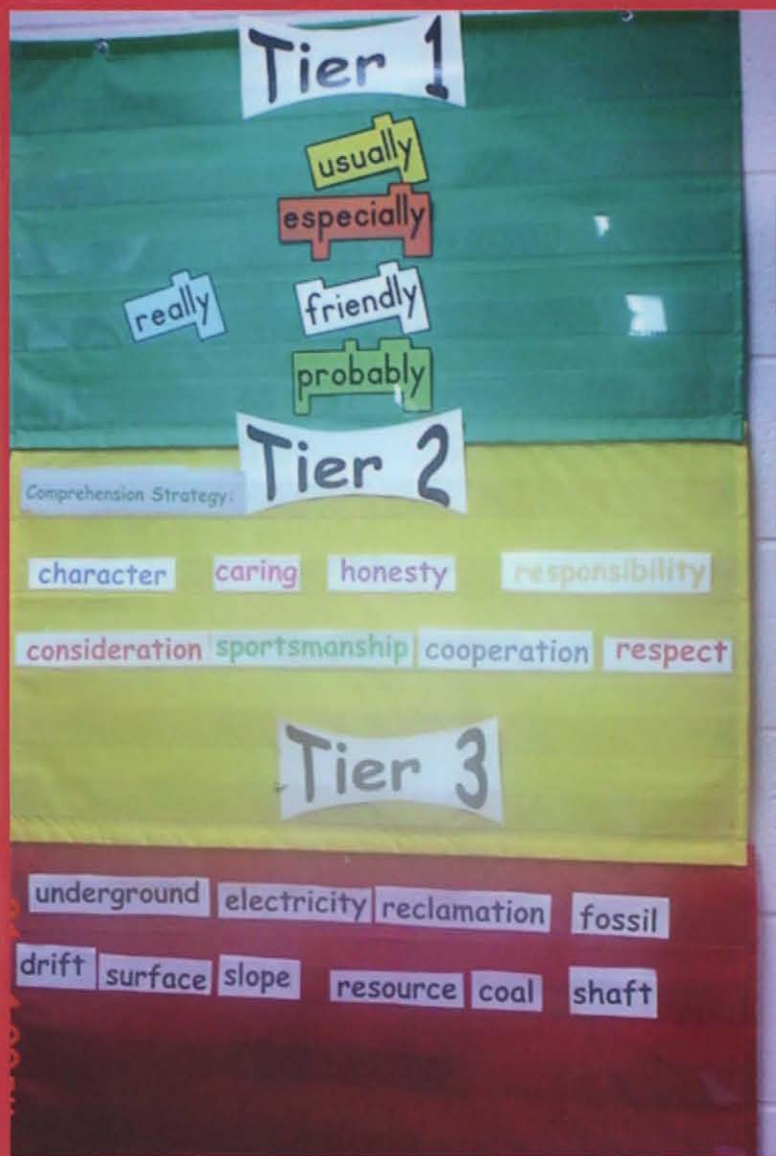 Tier 1
usually
especially
really friendly
probably
Tier 2
Comprehension Strategy:
character caring honesty responsibility
consideration sportsmanship cooperation respect
Tier 3
underground electricity reclamation fossil
drift surface slope resource coal shaft